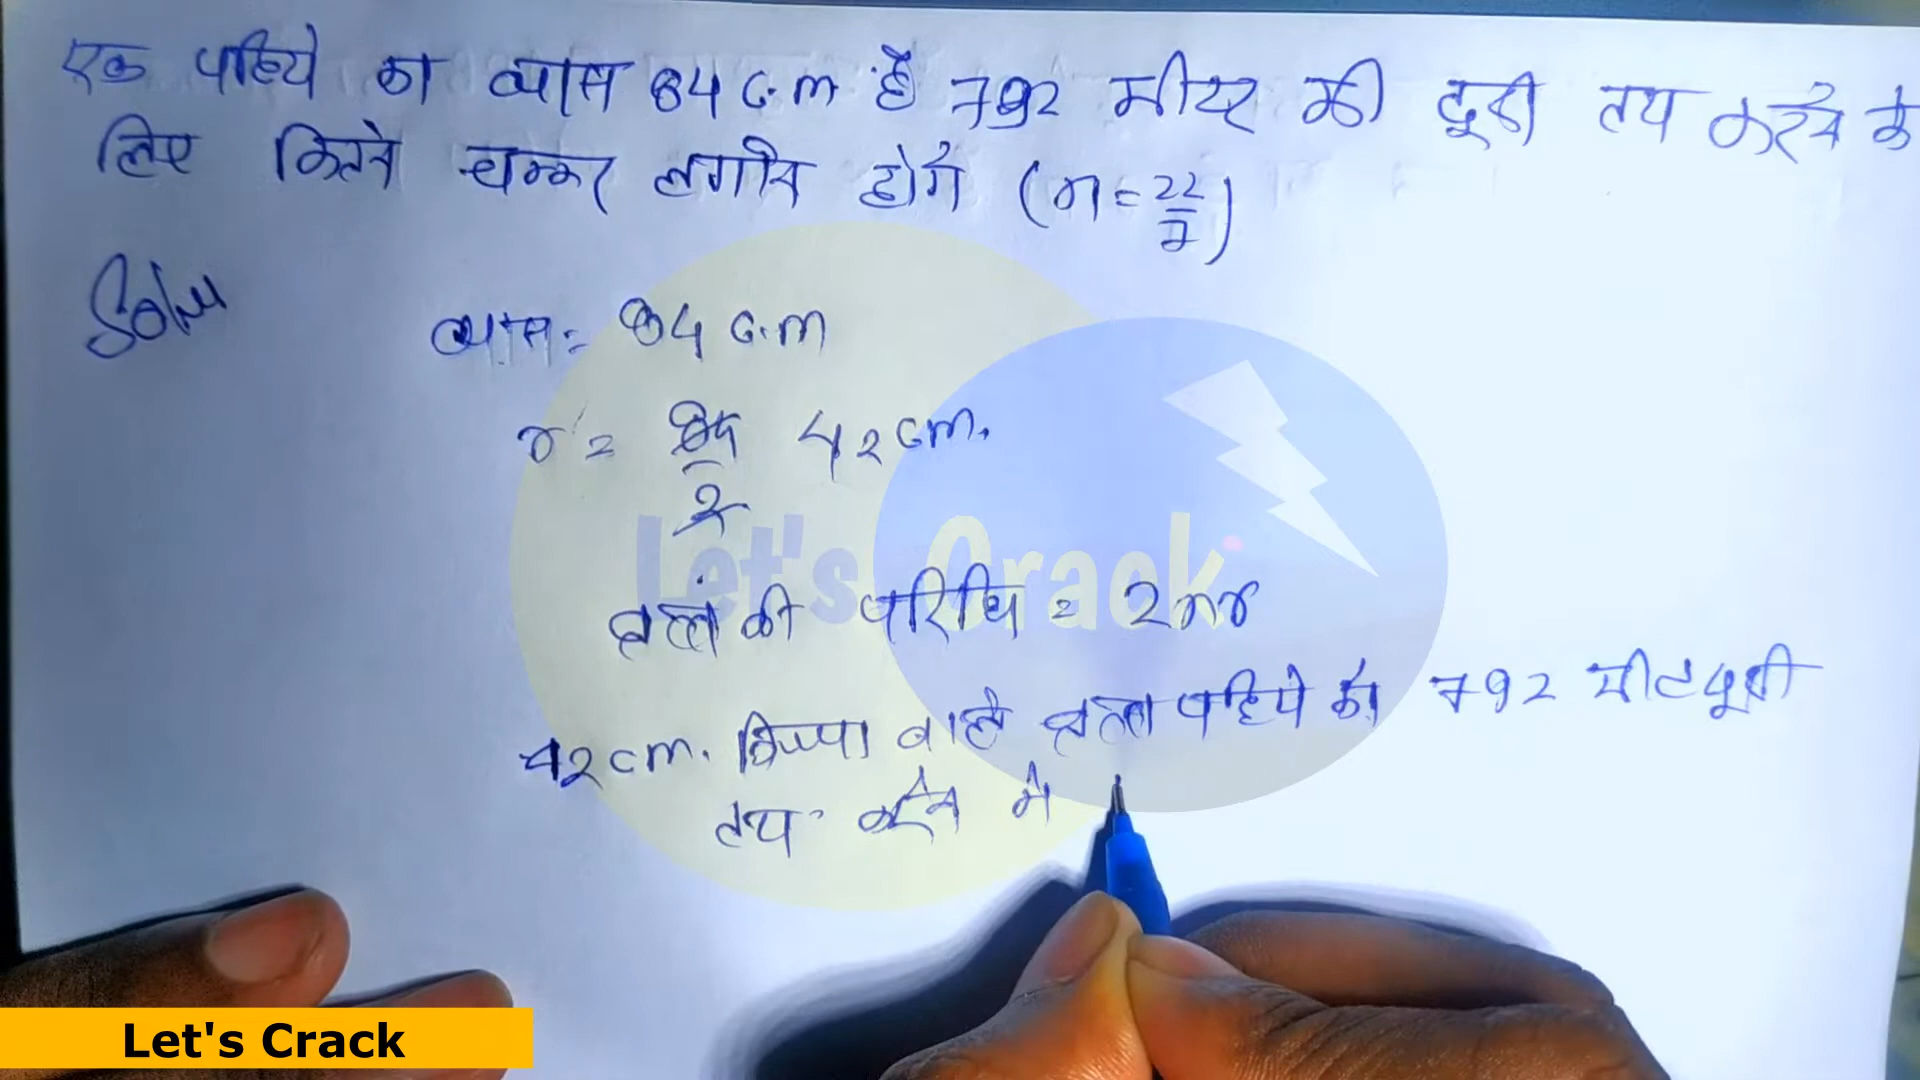 एक पहिये का व्यास 84 c.m है 792 मीटर की दूरी तय करने के
लिए कितने चक्कर लगाने होगे (π = 22/7)
Solu
व्यास = 84 c.m
r = 84/2 42 cm.
Let's Crack
वृत्त की परिधि = 2πr
42 cm. त्रिज्या वाले वृत्त पहिये को 792 मीटर दूरी
तय करने मे
Let's Crack